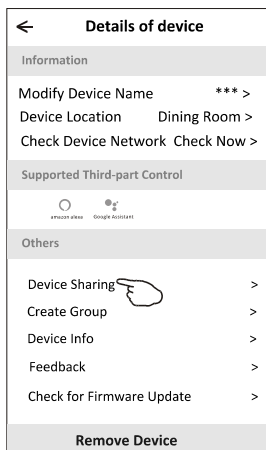 ← Details of device
Information
Modify Device Name *** >
Device Location Dining Room >
Check Device Network Check Now >
Supported Third-part Control
amazon alexa Google Assistant
Others
Device Sharing >
Create Group >
Device Info >
Feedback >
Check for Firmware Update >
Remove Device